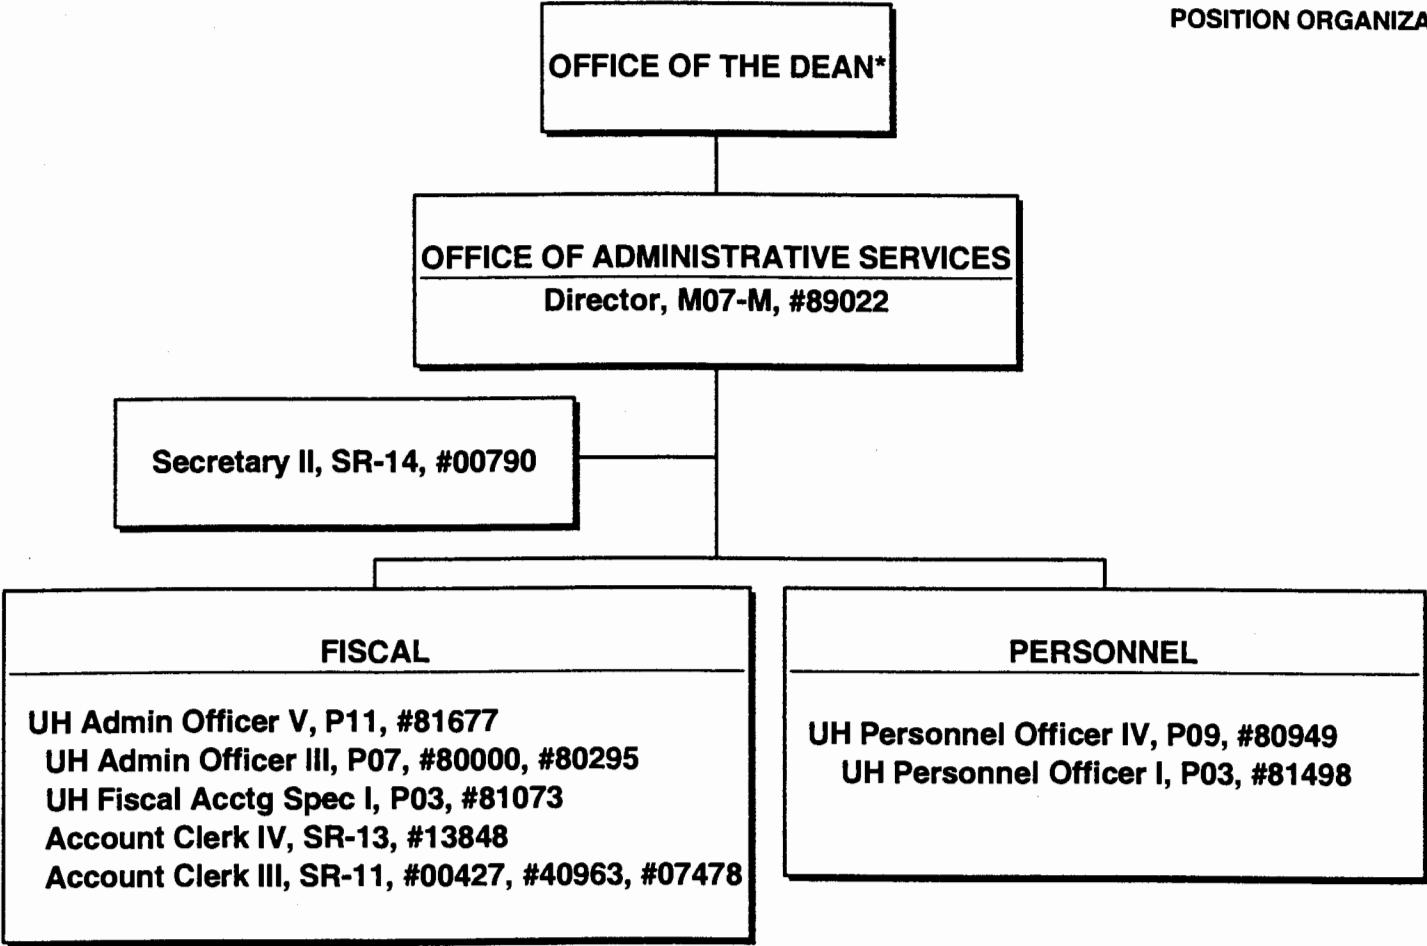 POSITION ORGANIZA
OFFICE OF THE DEAN*
OFFICE OF ADMINISTRATIVE SERVICES
Director, M07-M, #89022
Secretary II, SR-14, #00790
FISCAL
UH Admin Officer V, P11, #81677
UH Admin Officer III, P07, #80000, #80295
UH Fiscal Acctg Spec I, P03, #81073
Account Clerk IV, SR-13, #13848
Account Clerk III, SR-11, #00427, #40963, #07478
PERSONNEL
UH Personnel Officer IV, P09, #80949
UH Personnel Officer I, P03, #81498